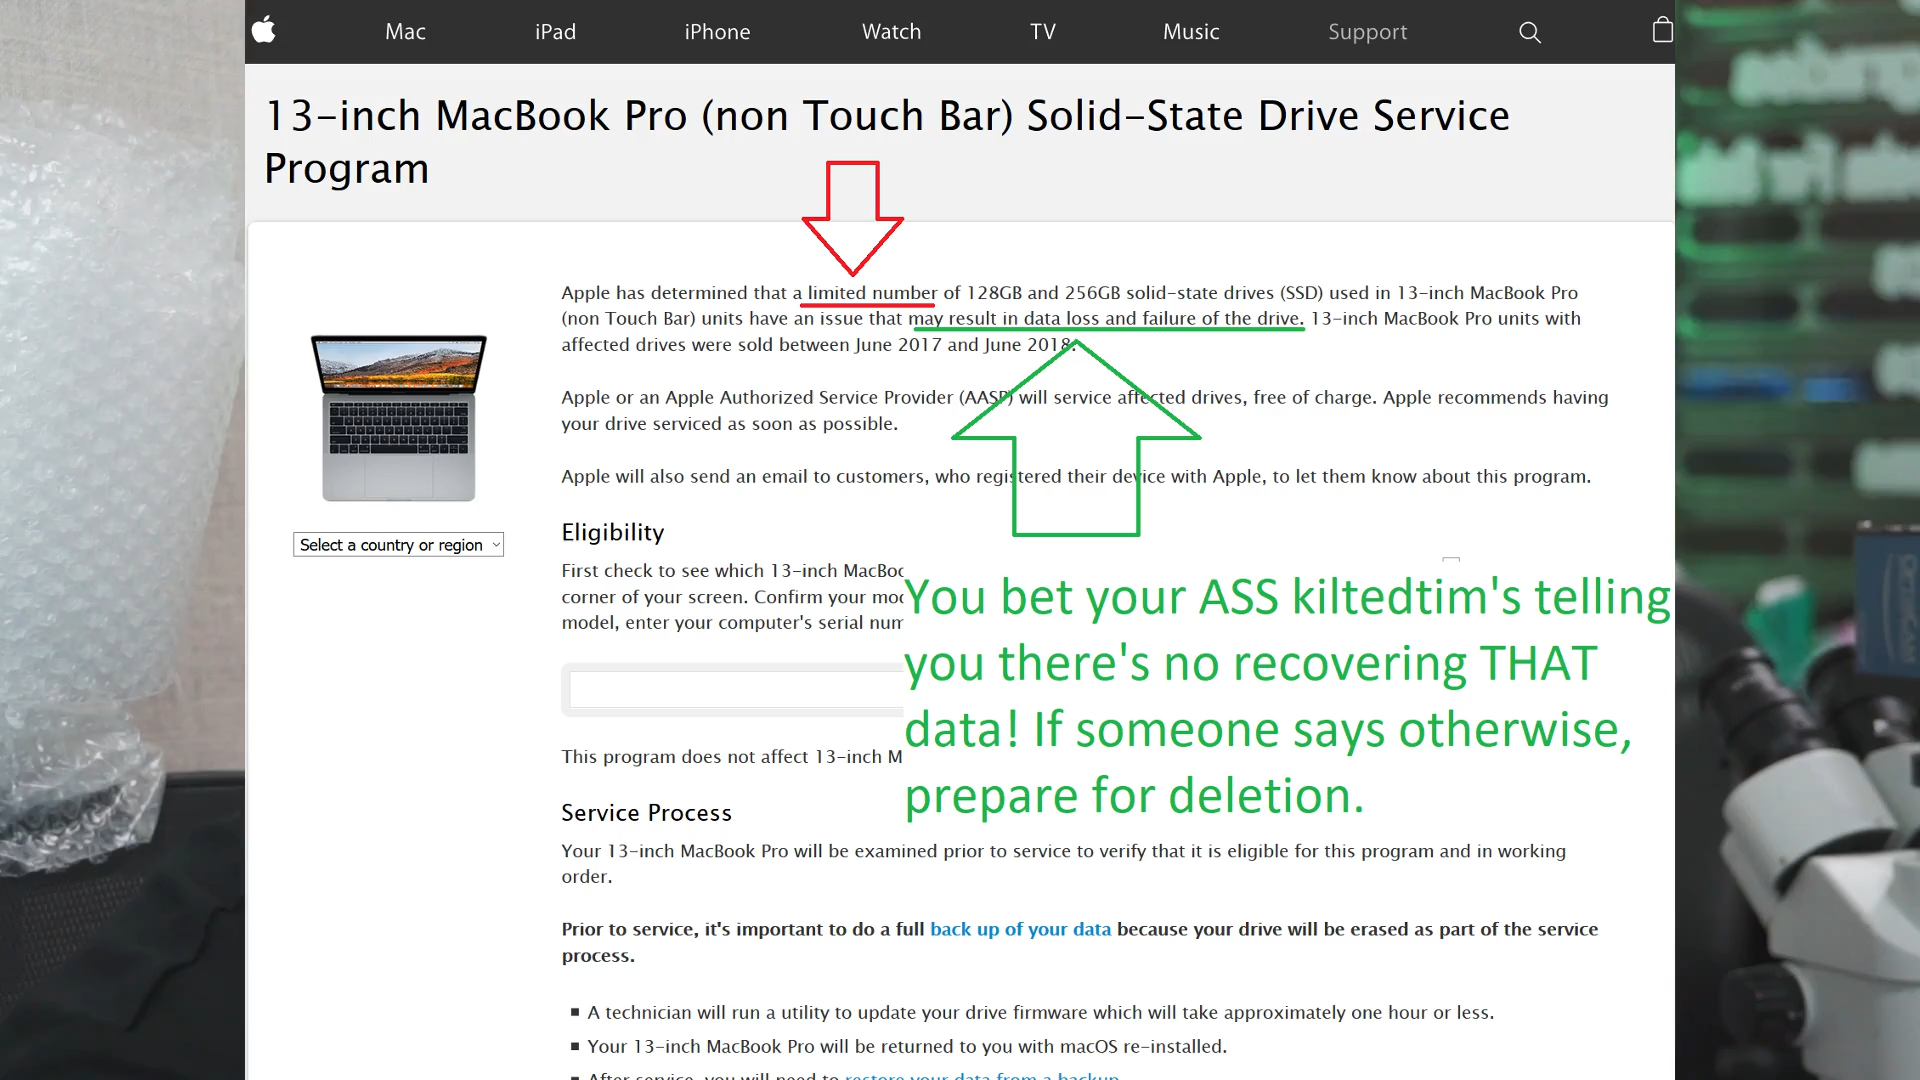 Mac iPad iPhone Watch TV Music Support
13-inch MacBook Pro (non Touch Bar) Solid-State Drive Service
Program
Apple has determined that a limited number of 128GB and 256GB solid-state drives (SSD) used in 13-inch MacBook Pro
(non Touch Bar) units have an issue that may result in data loss and failure of the drive. 13-inch MacBook Pro units with
affected drives were sold between June 2017 and June 2018.
Apple or an Apple Authorized Service Provider (AASP) will service affected drives, free of charge. Apple recommends having
your drive serviced as soon as possible.
Apple will also send an email to customers, who registered their device with Apple, to let them know about this program.
Select a country or region
Eligibility
First check to see which 13-inch
corner of your screen. Confirm your
model, enter your computer's serial
You bet your ASS kiltedtim's telling
you there's no recovering THAT
data! If someone says otherwise,
prepare for deletion.
This program does not affect 13-inch
Service Process
Your 13-inch MacBook Pro will be examined prior to service to verify that it is eligible for this program and in working
order.
Prior to service, it's important to do a full back up of your data because your drive will be erased as part of the service
process.
▪ A technician will run a utility to update your drive firmware which will take approximately one hour or less.
▪ Your 13-inch MacBook Pro will be returned to you with macOS re-installed.
▪ After service, you will need to restore your data from a backup.